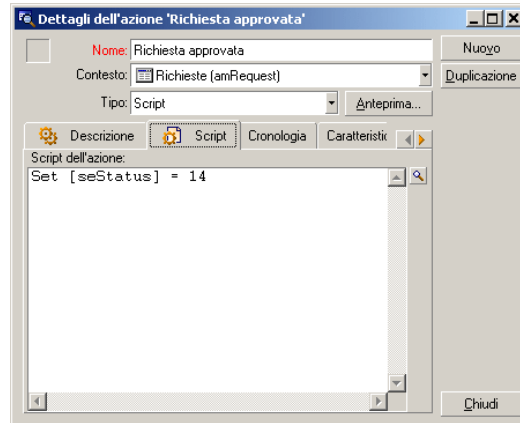 Dettagli dell'azione 'Richiesta approvata'
Nome: Richiesta approvata
Nuovo
Contesto: Richieste (amRequest)
Duplicazione
Tipo: Script
Anteprima...
Descrizione Script Cronologia Caratteristic
Script dell'azione:
Set [seStatus] = 14
Chiudi